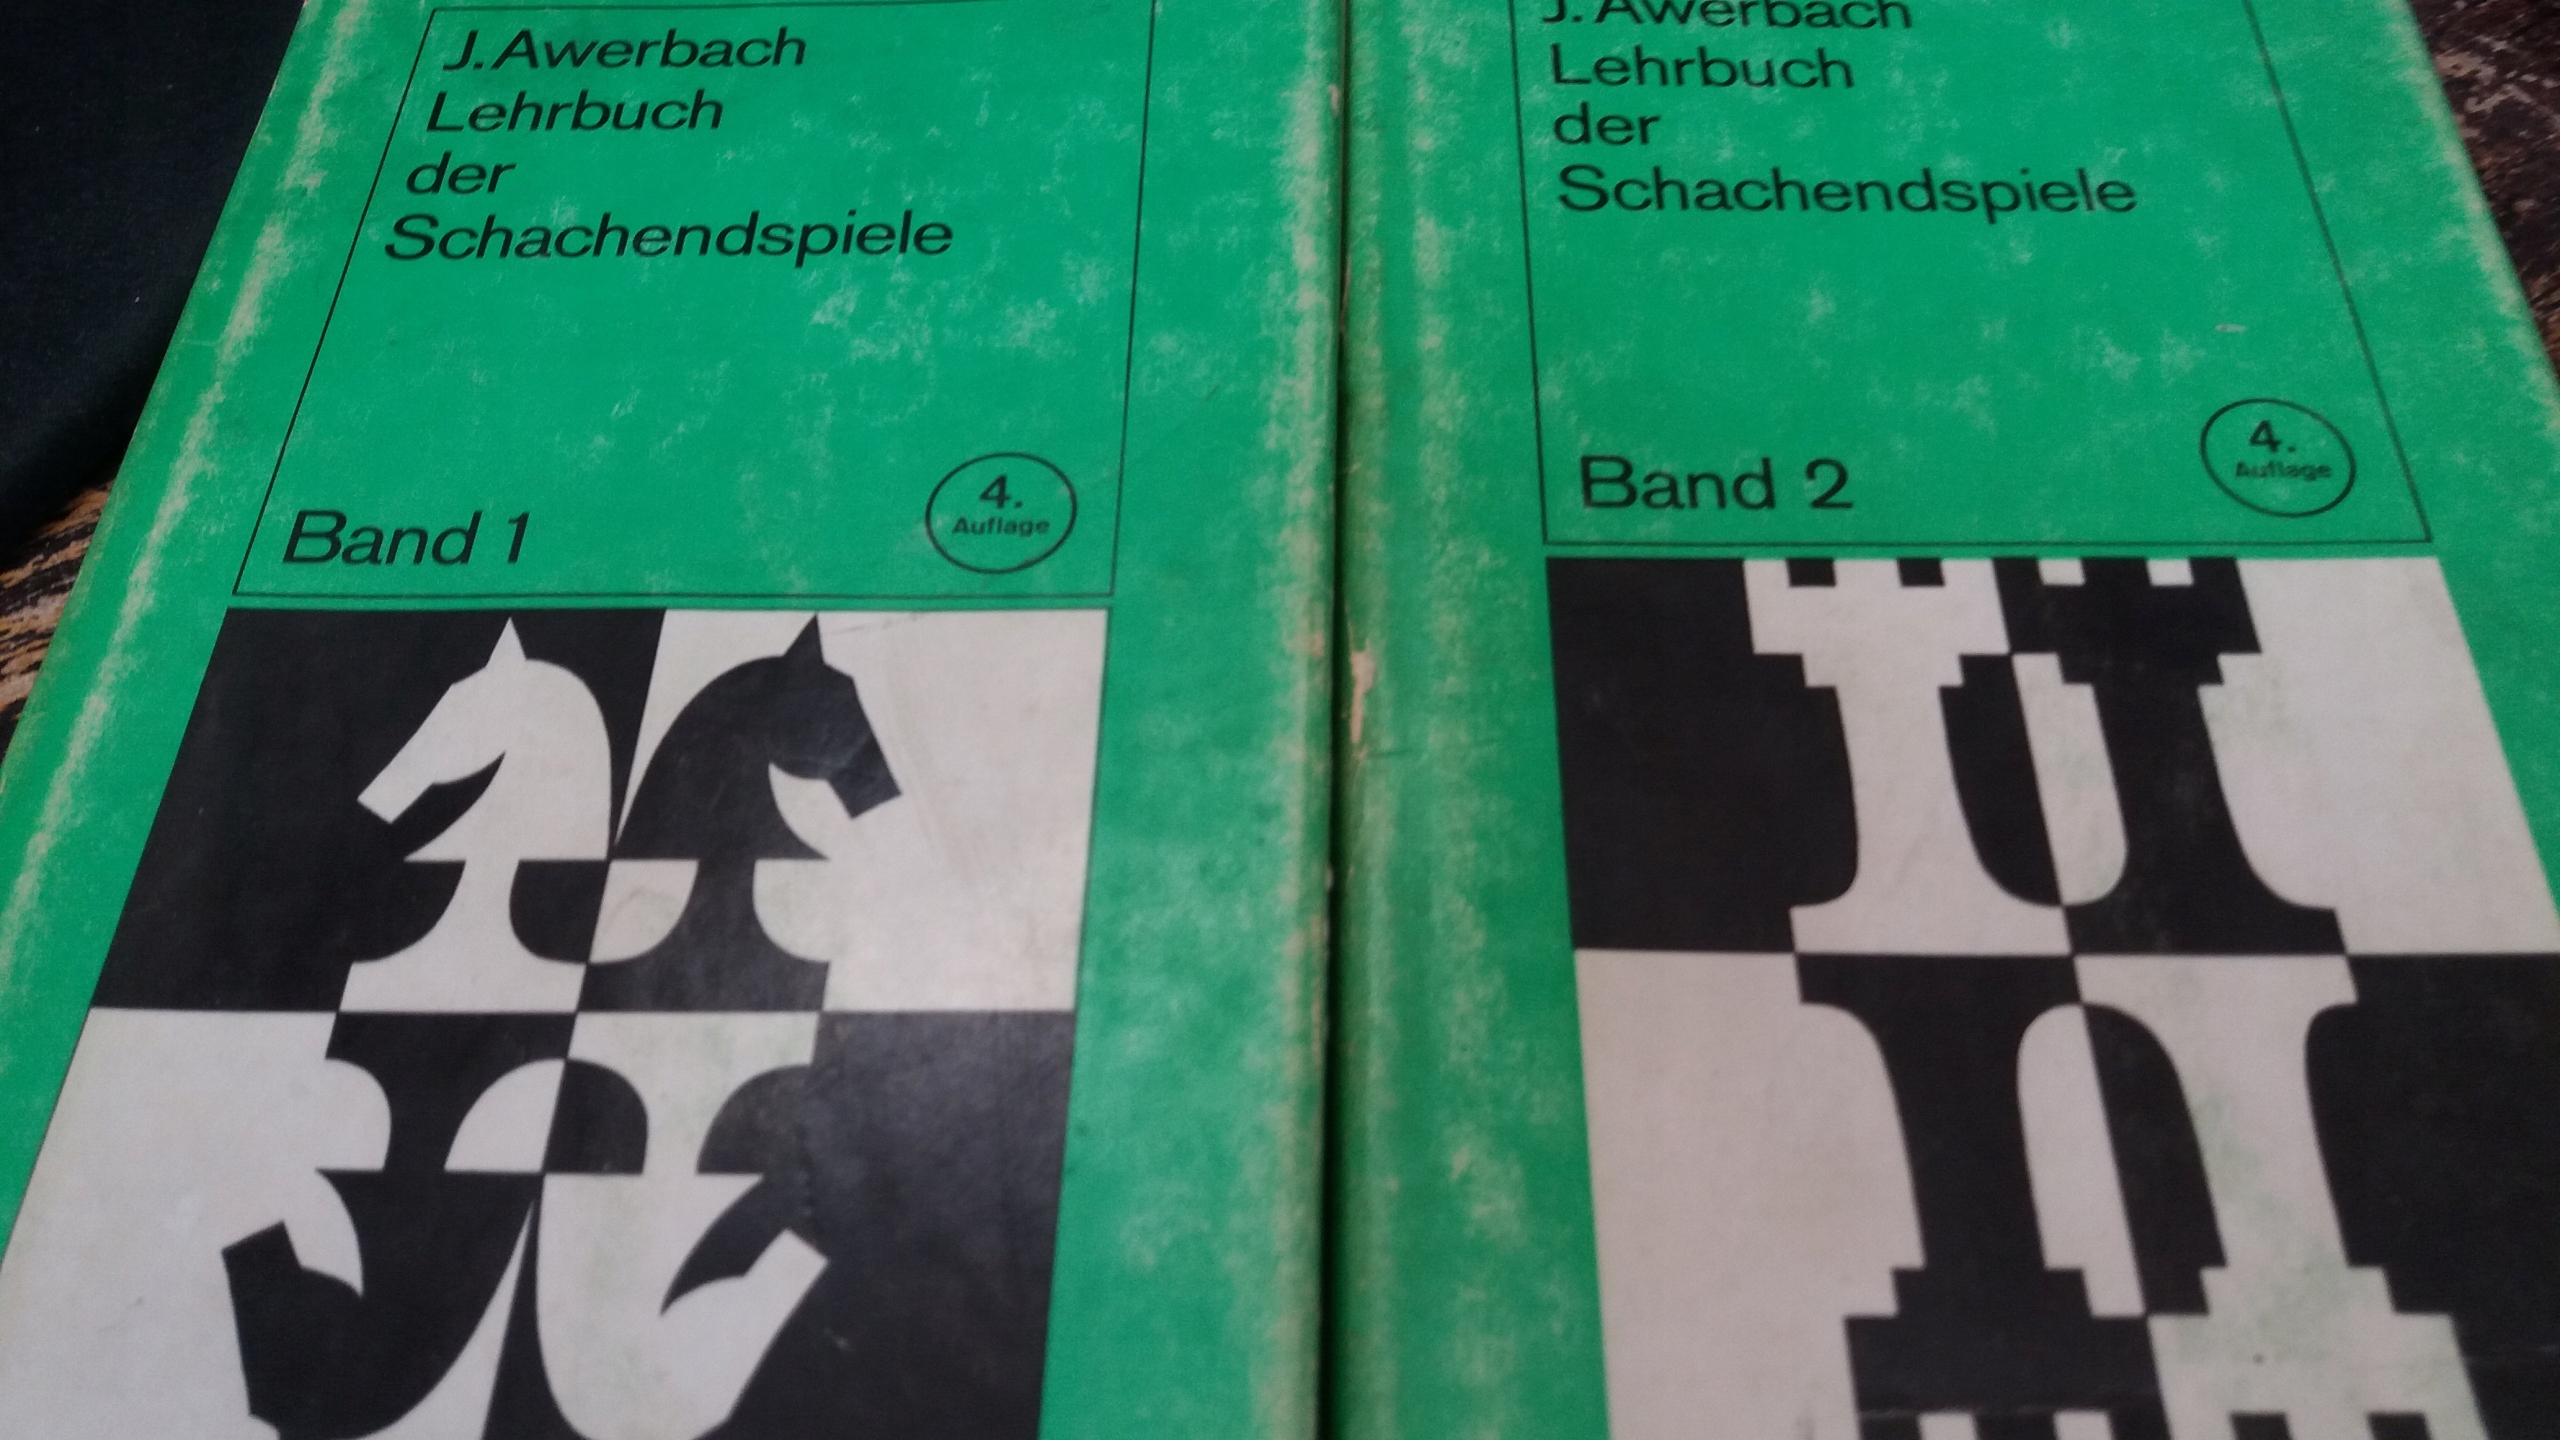 J. Awerbach
Lehrbuch
der
Schachendspiele
Band 1
4.
Auflage
J. Awerbach
Lehrbuch
der
Schachendspiele
Band 2
4.
Auflage